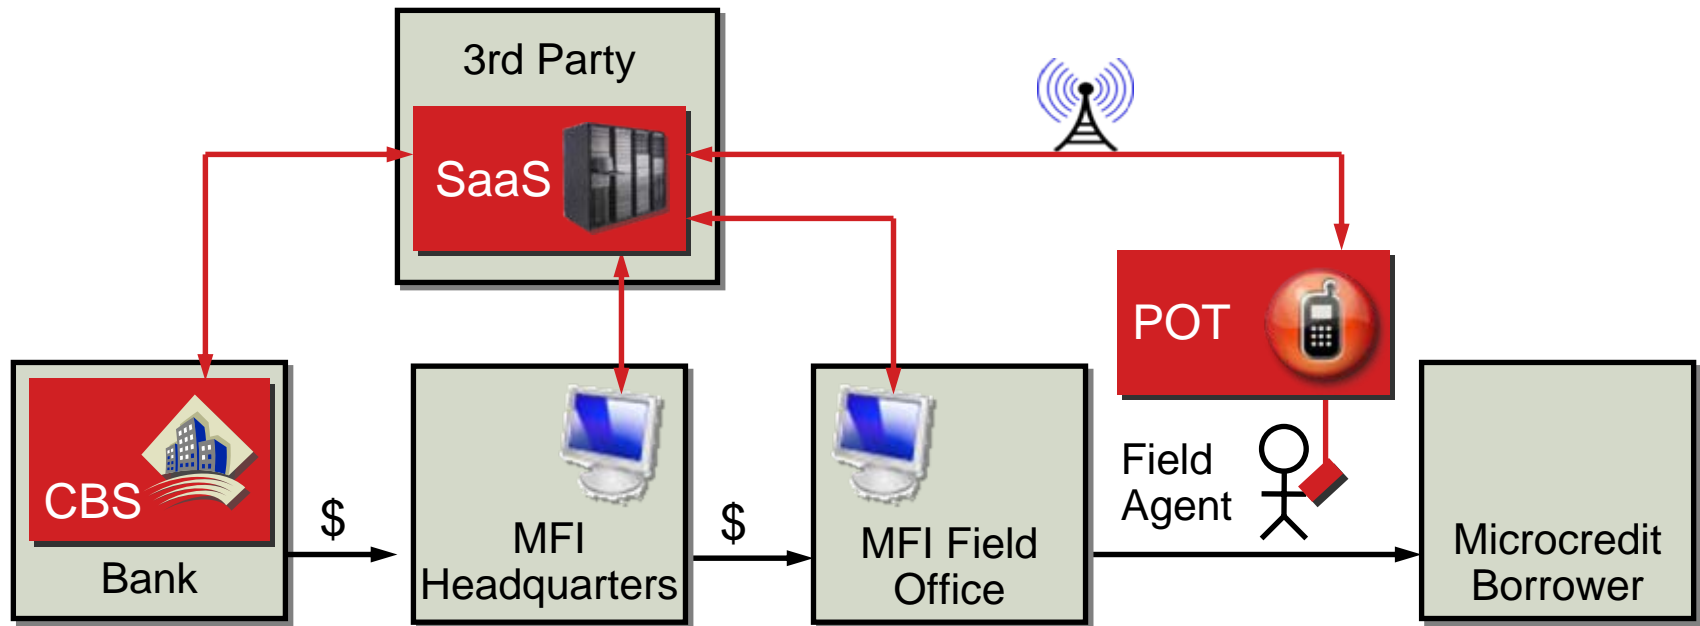 3rd Party
SaaS
POT
CBS
Bank
$
MFI
Headquarters
$
MFI Field
Office
Field
Agent
Microcredit
Borrower